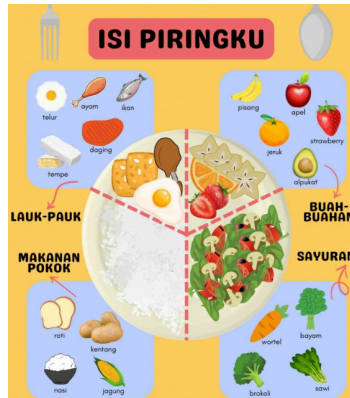 ISI PIRINGKU
telur
ayam
ikan
daging
tempe
LAUK-PAUK
pisang
apel
strawberry
jeruk
alpukat
BUAH-
BUAHAN
MAKANAN
POKOK
roti
kentang
nasi
jagung
SAYURAN
wortel
bayam
brokoli
sawi